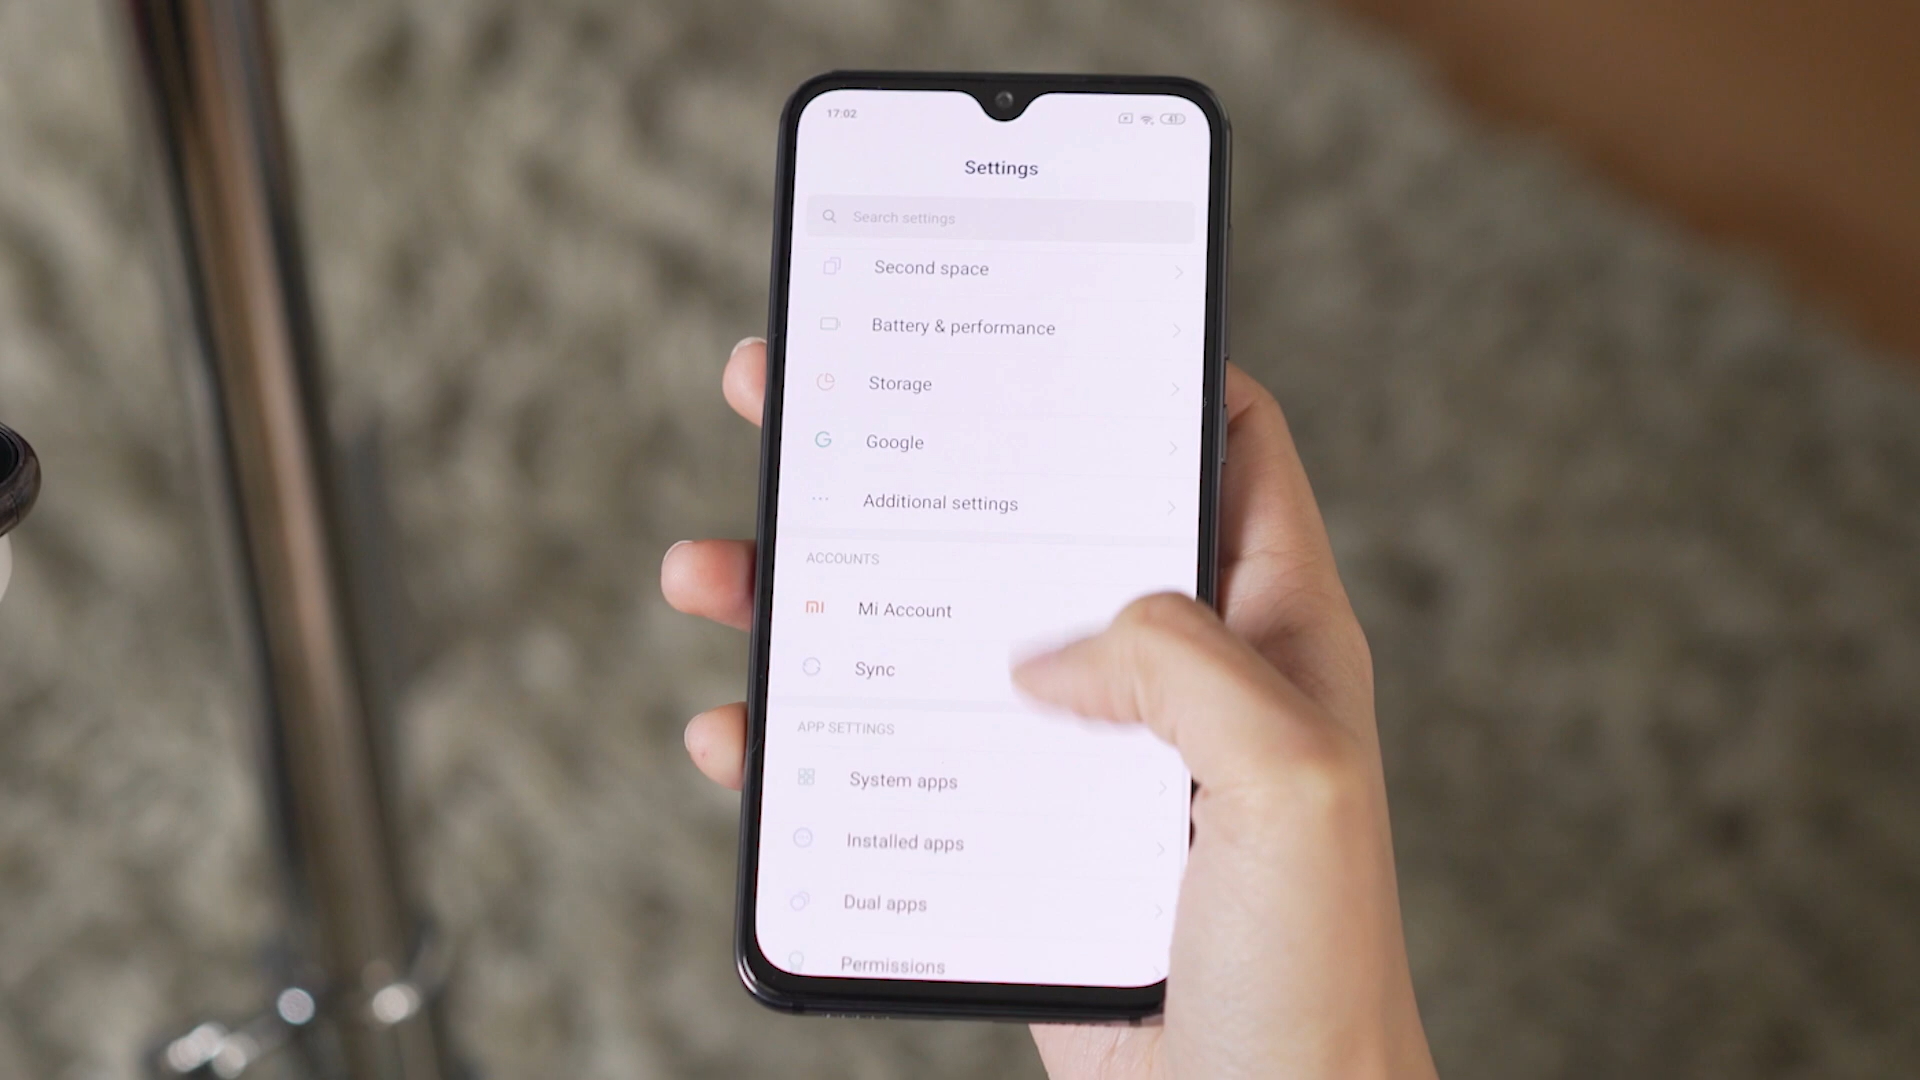 17:02
41
Settings
Search settings
Second space
Battery & performance
Storage
Google
Additional settings
ACCOUNTS
Mi Account
Sync
APP SETTINGS
System apps
Installed apps
Dual apps
Permissions